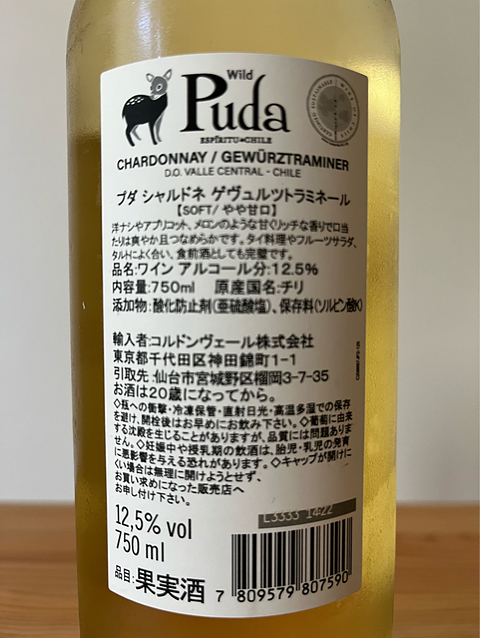 Wild
Puda
ESPÍRITU DE CHILE
CHARDONNAY / GEWÜRZTRAMINER
D.O. VALLE CENTRAL - CHILE
プダ シャルドネ ゲヴュルツトラミネール
【SOFT/やや甘口】
洋ナシやアプリコット、メロンのような甘くリッチな香りで口当
たりは爽やか且つなめらかです。タイ料理やフルーツサラダ、
タルトによく合い、食前酒としても完璧です。
品名:ワイン アルコール分:12.5%
内容量:750ml 原産国名:チリ
添加物:酸化防止剤(亜硫酸塩)、保存料(ソルビン酸K)
輸入者:コルドンヴェール株式会社
東京都千代田区神田錦町1-1
引取先:仙台市宮城野区榴岡3-7-35
お酒は20歳になってから。
◇瓶への衝撃・冷凍保管・直射日光・高温多湿での保存
を避け、開栓後はお早めにお飲み下さい。◇葡萄に由来
する沈殿を生じることがありますが、品質には問題ありま
せん。◇妊娠中や授乳期の飲酒は、胎児・乳児の発育
に悪影響を与える恐れがあります。◇キャップが開けに
くい場合は無理に開けようとせず、
お買い求めになった販売店へ
お申し付け下さい。
L3333 1422
12,5% vol
750 ml
品目:果実酒
7 809579 807590